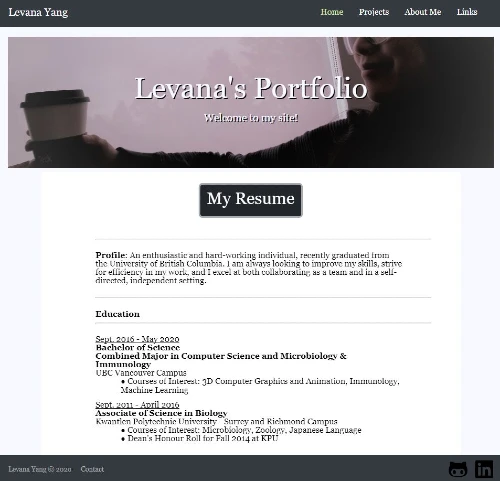 Levana Yang
Home Projects About Me Links
Levana's Portfolio
Welcome to my site!
My Resume
Profile: An enthusiastic and hard-working individual, recently graduated from
the University of British Columbia. I am always looking to improve my skills, strive
for efficiency in my work, and I excel at both collaborating as a team and in a self-
directed, independent setting.
Education
Sept. 2016 - May 2020
Bachelor of Science
Combined Major in Computer Science and Microbiology &
Immunology
UBC Vancouver Campus
● Courses of Interest: 3D Computer Graphics and Animation, Immunology,
Machine Learning
Sept. 2011 - April 2016
Associate of Science in Biology
Kwantlen Polytechnic University - Surrey and Richmond Campus
● Courses of Interest: Microbiology, Zoology, Japanese Language
● Dean's Honour Roll for Fall 2014 at KPU
Levana Yang © 2020 Contact
in